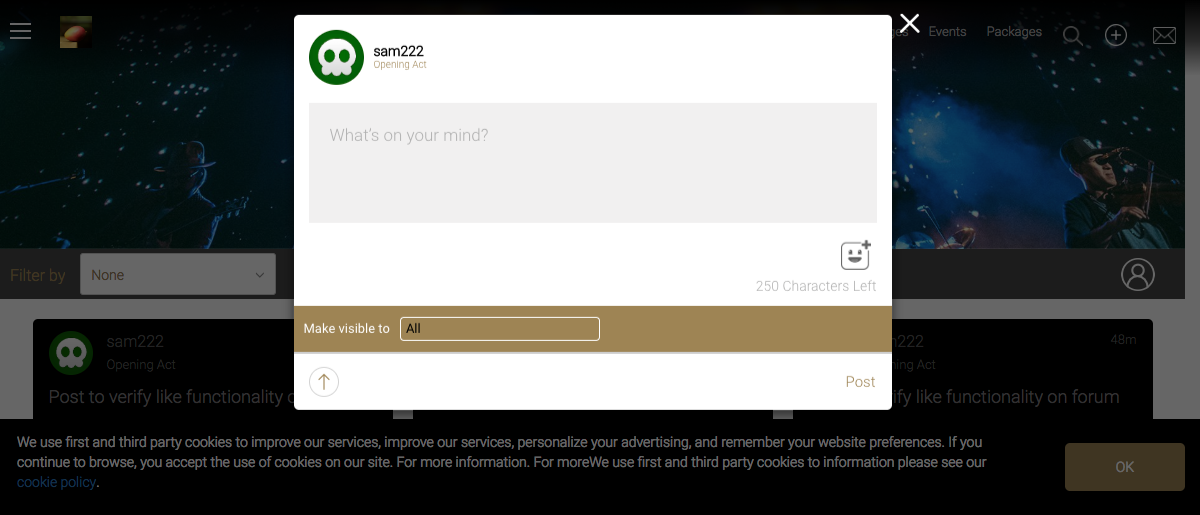 Events
Packages
sam222
Opening Act
What's on your mind?
250 Characters Left
Filter by
None
Make visible to
All
Post
sam222
Opening Act
Post to verify like functionality
48m
like functionality on forum
We use first and third party cookies to improve our services, improve our services, personalize your advertising, and remember your website preferences. If you
continue to browse, you accept the use of cookies on our site. For more information. For moreWe use first and third party cookies to information please see our
cookie policy.
OK